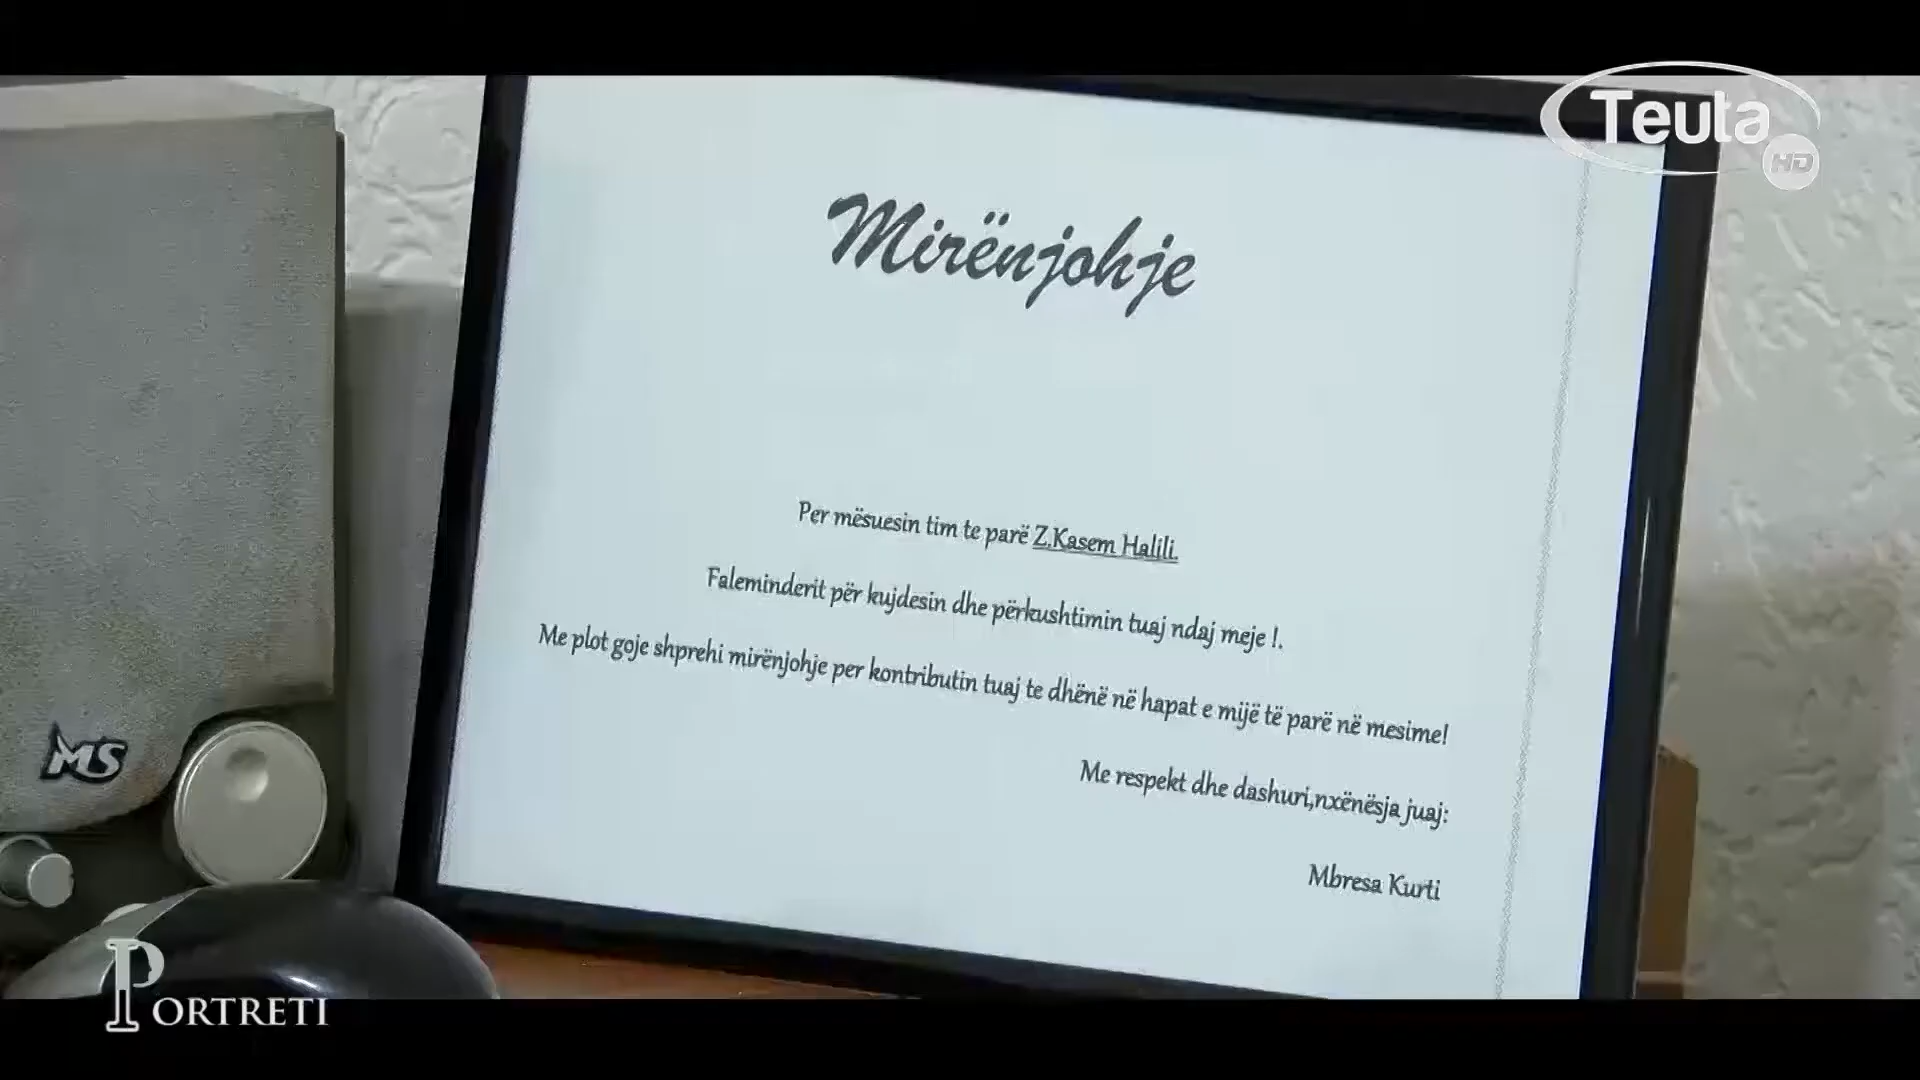 Teuta
HD
Mirënjohje
Per mësuesin tim te parë Z.Kasem Halili.
Faleminderit për kujdesin dhe përkushtimin tuaj ndaj meje !.
Me plot goje shprehi mirënjohje per kontributin tuaj te dhënë në hapat e mijë të parë në mesime!
Me respekt dhe dashuri,nxënësja juaj:
Mbresa Kurti
MS
PORTRETI